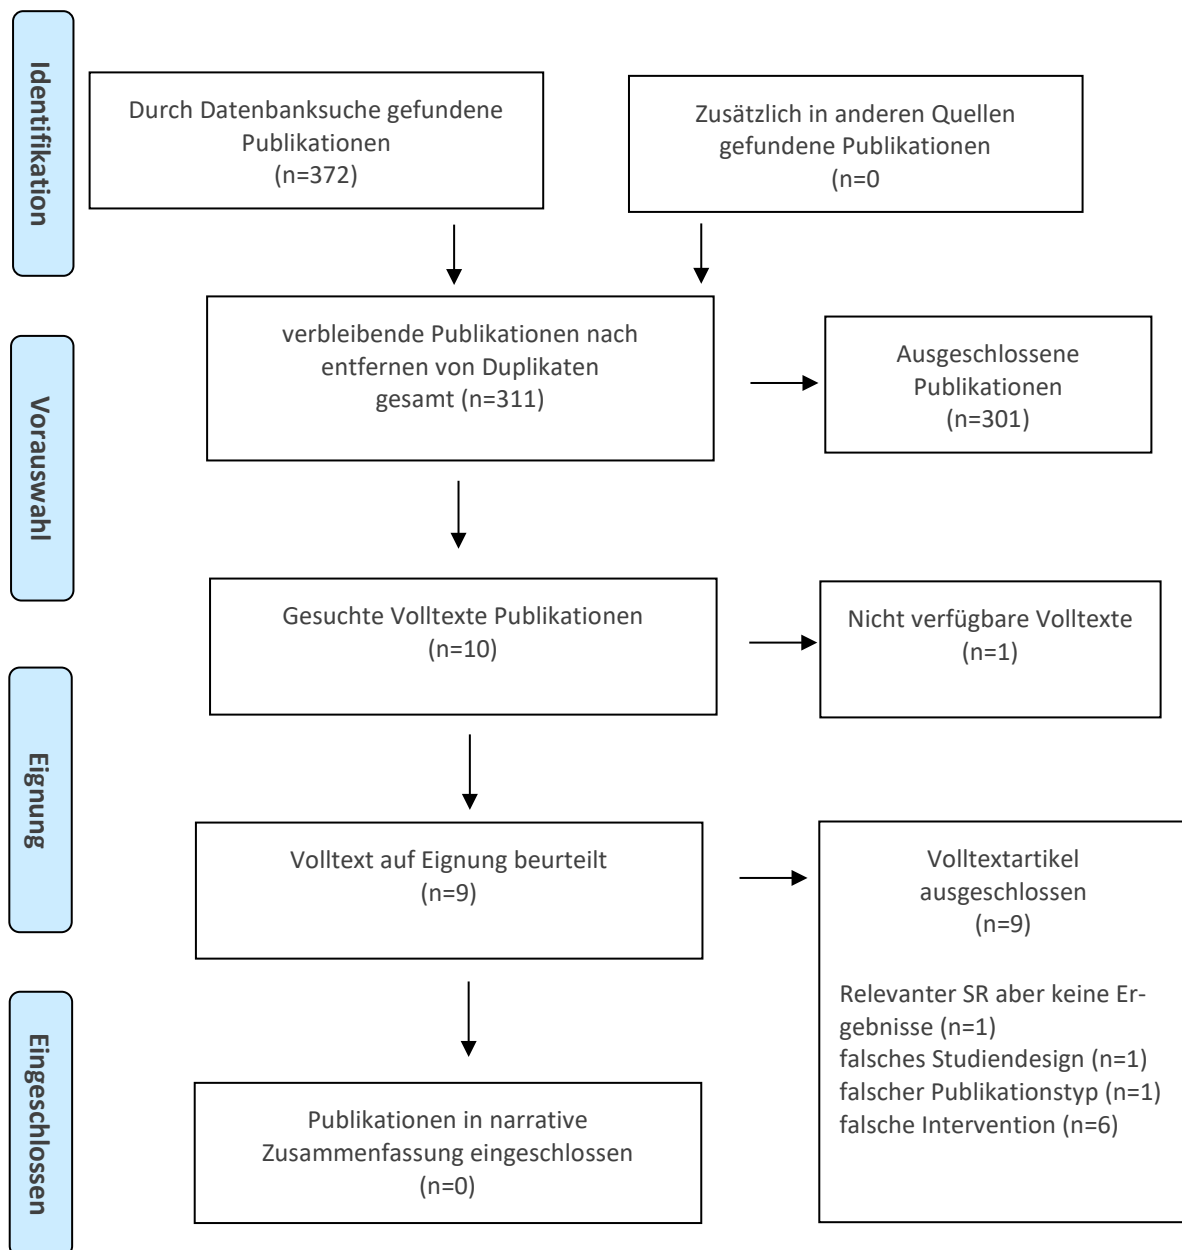 Identifikation
Durch Datenbanksuche gefundene
Publikationen
(n=372)
Zusätzlich in anderen Quellen
gefundene Publikationen
(n=0
Vorauswahl
verbleibende Publikationen nach
entfernen von Duplikaten
gesamt (n=311)
Ausgeschlossene
Publikationen
(n=301)
Gesuchte Volltexte Publikationen
(n=10)
Nicht verfügbare Volltexte
(n=1)
Eignung
Volltext auf Eignung beurteilt
(n=9)
Volltextartikel
ausgeschlossen
(n=9)
Relevanter SR aber keine Er-
gebnisse (n=1)
falsches Studiendesign (n=1)
falscher Publikationstyp (n=1)
falsche Intervention (n=6)
Eingeschlossen
Publikationen in narrative
Zusammenfassung eingeschlossen
(n=0)